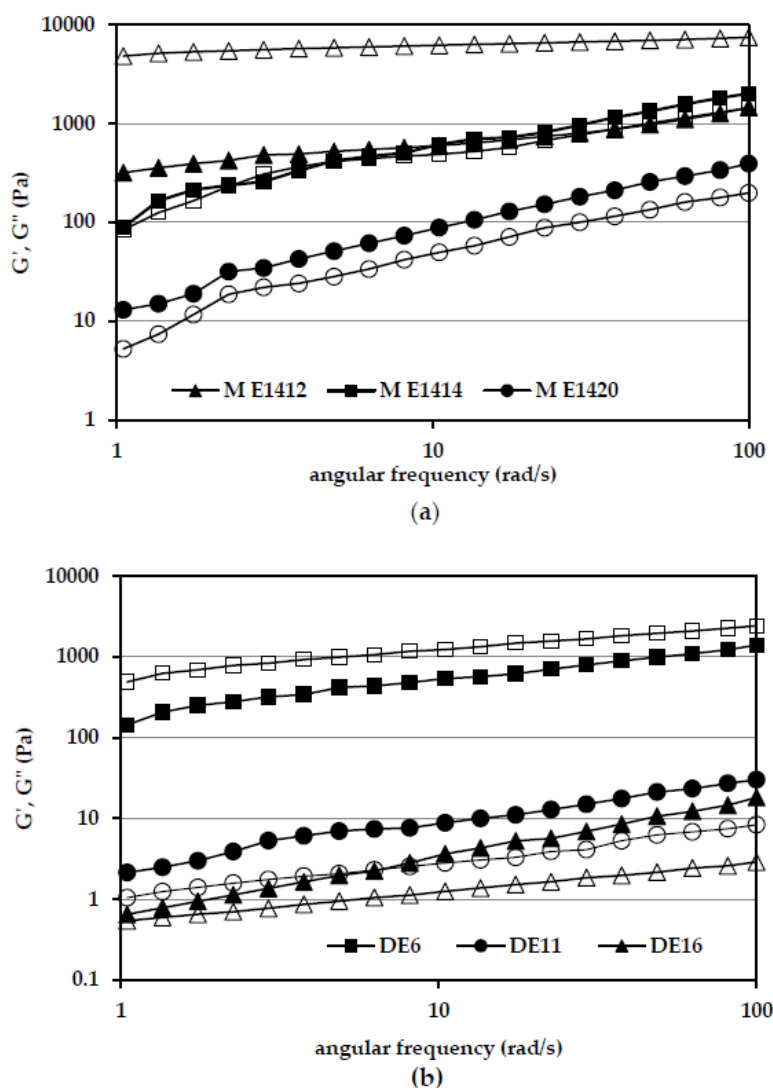 10000
1000
100
10
1
G', G" (Pa)
M E1412 M E1414 M E1420
1 10 100
angular frequency (rad/s)
(a)
10000
1000
100
10
1
0.1
G', G" (Pa)
DE6 DE11 DE16
1 10 100
angular frequency (rad/s)
(b)